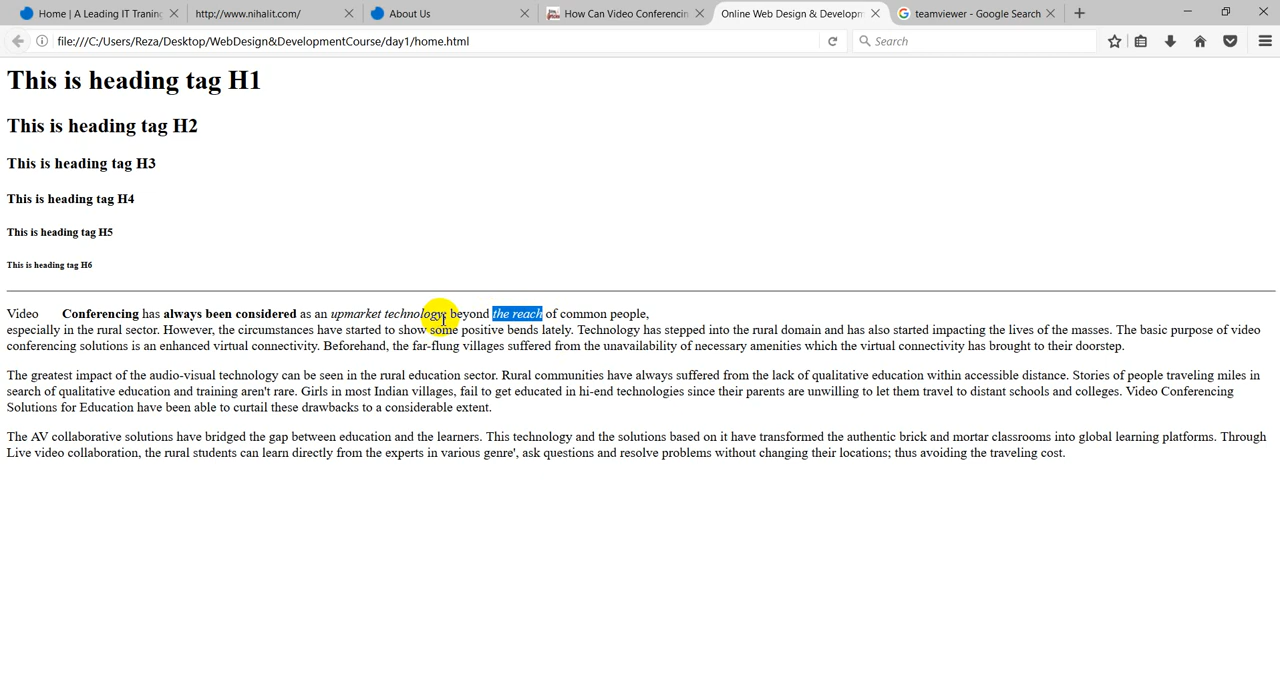 Home | A Leading IT Traning
http://www.nihalit.com/
About Us
How Can Video Conferencin
Online Web Design & Developm
teamviewer - Google Search
file:///C:/Users/Reza/Desktop/WebDesign&DevelopmentCourse/day1/home.html
Search
This is heading tag H1
This is heading tag H2
This is heading tag H3
This is heading tag H4
This is heading tag H5
This is heading tag H6
Video Conferencing has always been considered as an upmarket technology beyond the reach of common people,
especially in the rural sector. However, the circumstances have started to show some positive bends lately. Technology has stepped into the rural domain and has also started impacting the lives of the masses. The basic purpose of video
conferencing solutions is an enhanced virtual connectivity. Beforehand, the far-flung villages suffered from the unavailability of necessary amenities which the virtual connectivity has brought to their doorstep.
The greatest impact of the audio-visual technology can be seen in the rural education sector. Rural communities have always suffered from the lack of qualitative education within accessible distance. Stories of people traveling miles in
search of qualitative education and training aren't rare. Girls in most Indian villages, fail to get educated in hi-end technologies since their parents are unwilling to let them travel to distant schools and colleges. Video Conferencing
Solutions for Education have been able to curtail these drawbacks to a considerable extent.
The AV collaborative solutions have bridged the gap between education and the learners. This technology and the solutions based on it have transformed the authentic brick and mortar classrooms into global learning platforms. Through
Live video collaboration, the rural students can learn directly from the experts in various genre', ask questions and resolve problems without changing their locations; thus avoiding the traveling cost.